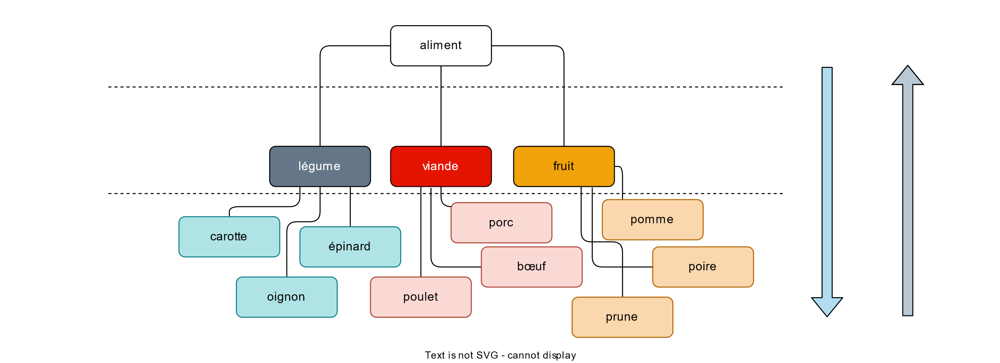 aliment
légume
viande
fruit
porc
pomme
carotte
épinard
bœuf
poire
oignon
poulet
prune
Text is not SVG - cannot display